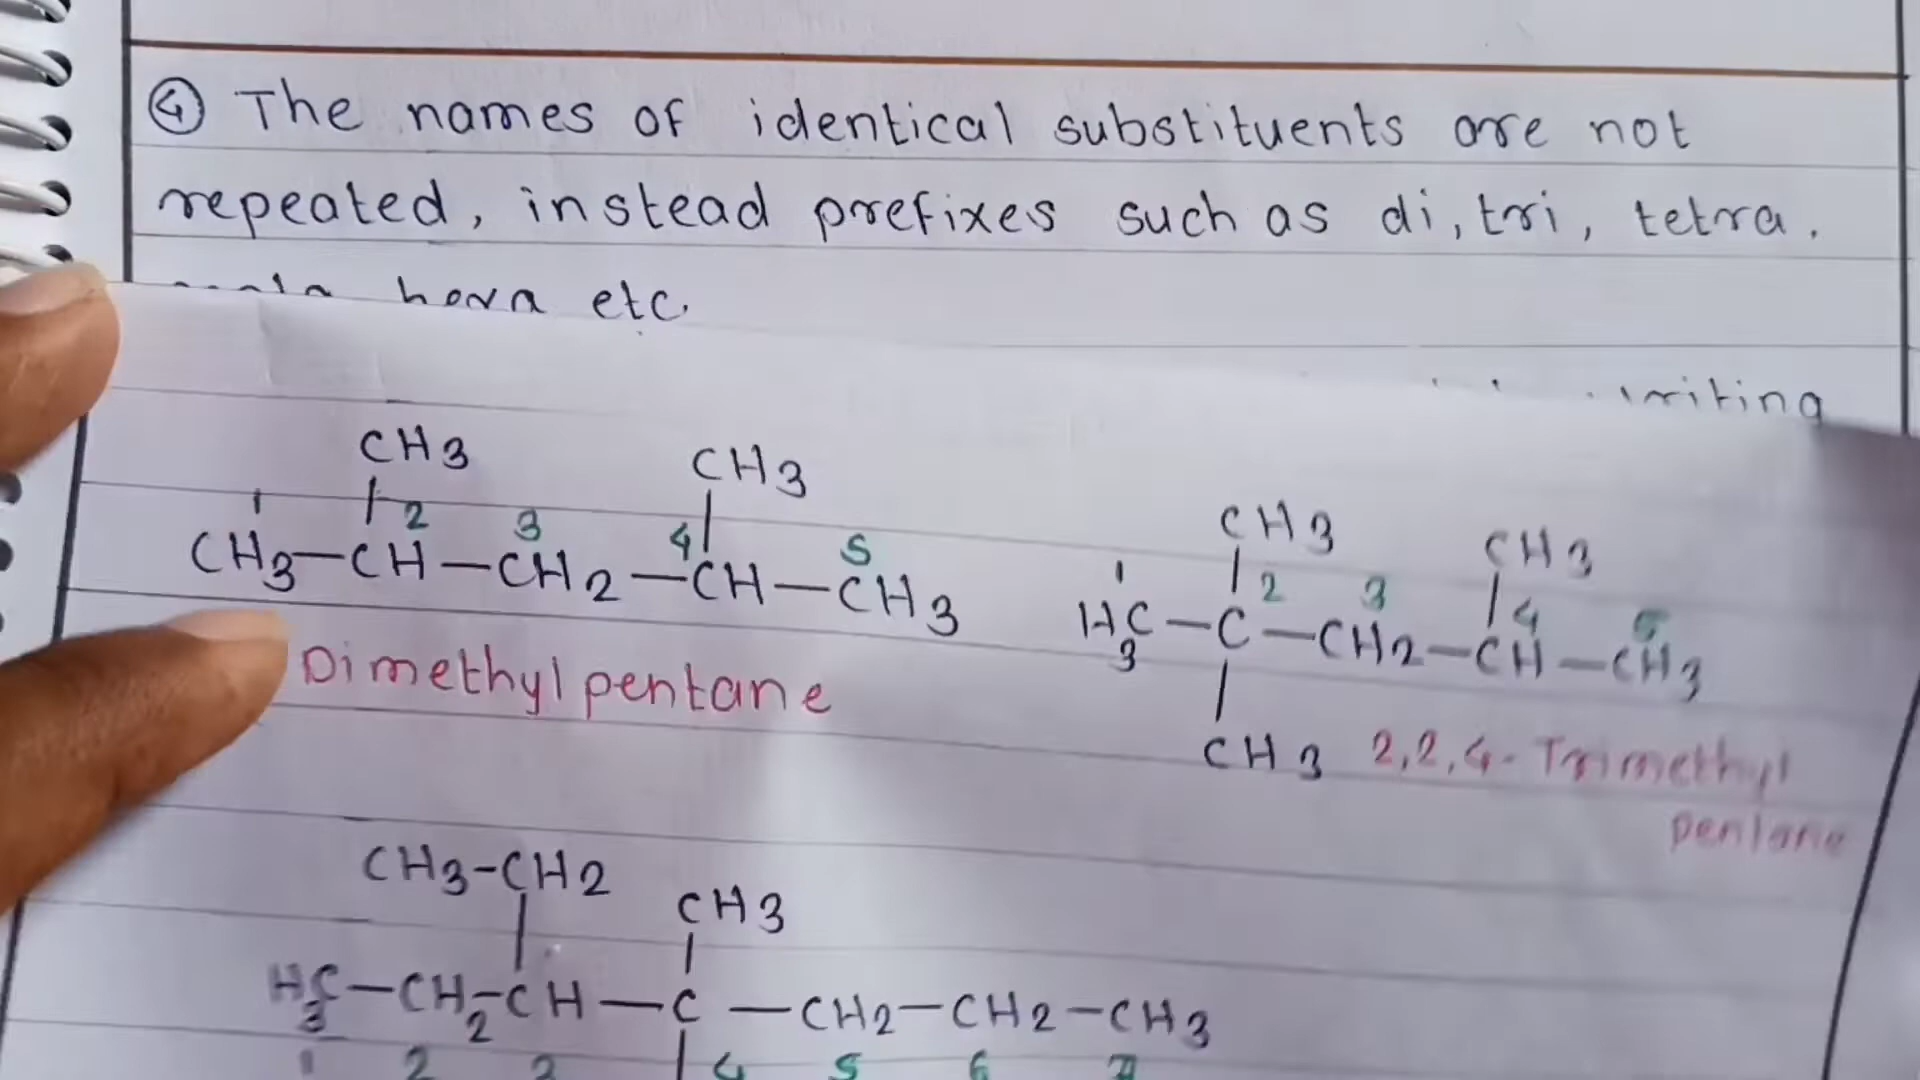 ④ The names of identical substituents are not
repeated, instead prefixes such as di, tri, tetra.
hexa etc.
writing
CH3 CH3
1 2 3 4 5
CH3—CH—CH2—CH—CH3
Dimethyl pentane
CH3 CH3
1 2 3 4 5
H3C—C—CH2—CH—CH3
CH3 2,2,4-Trimethyl
pentane
CH3-CH2 CH3
H3C—CH2-CH—C—CH2—CH2—CH3
1 2 3 4 5 6 7